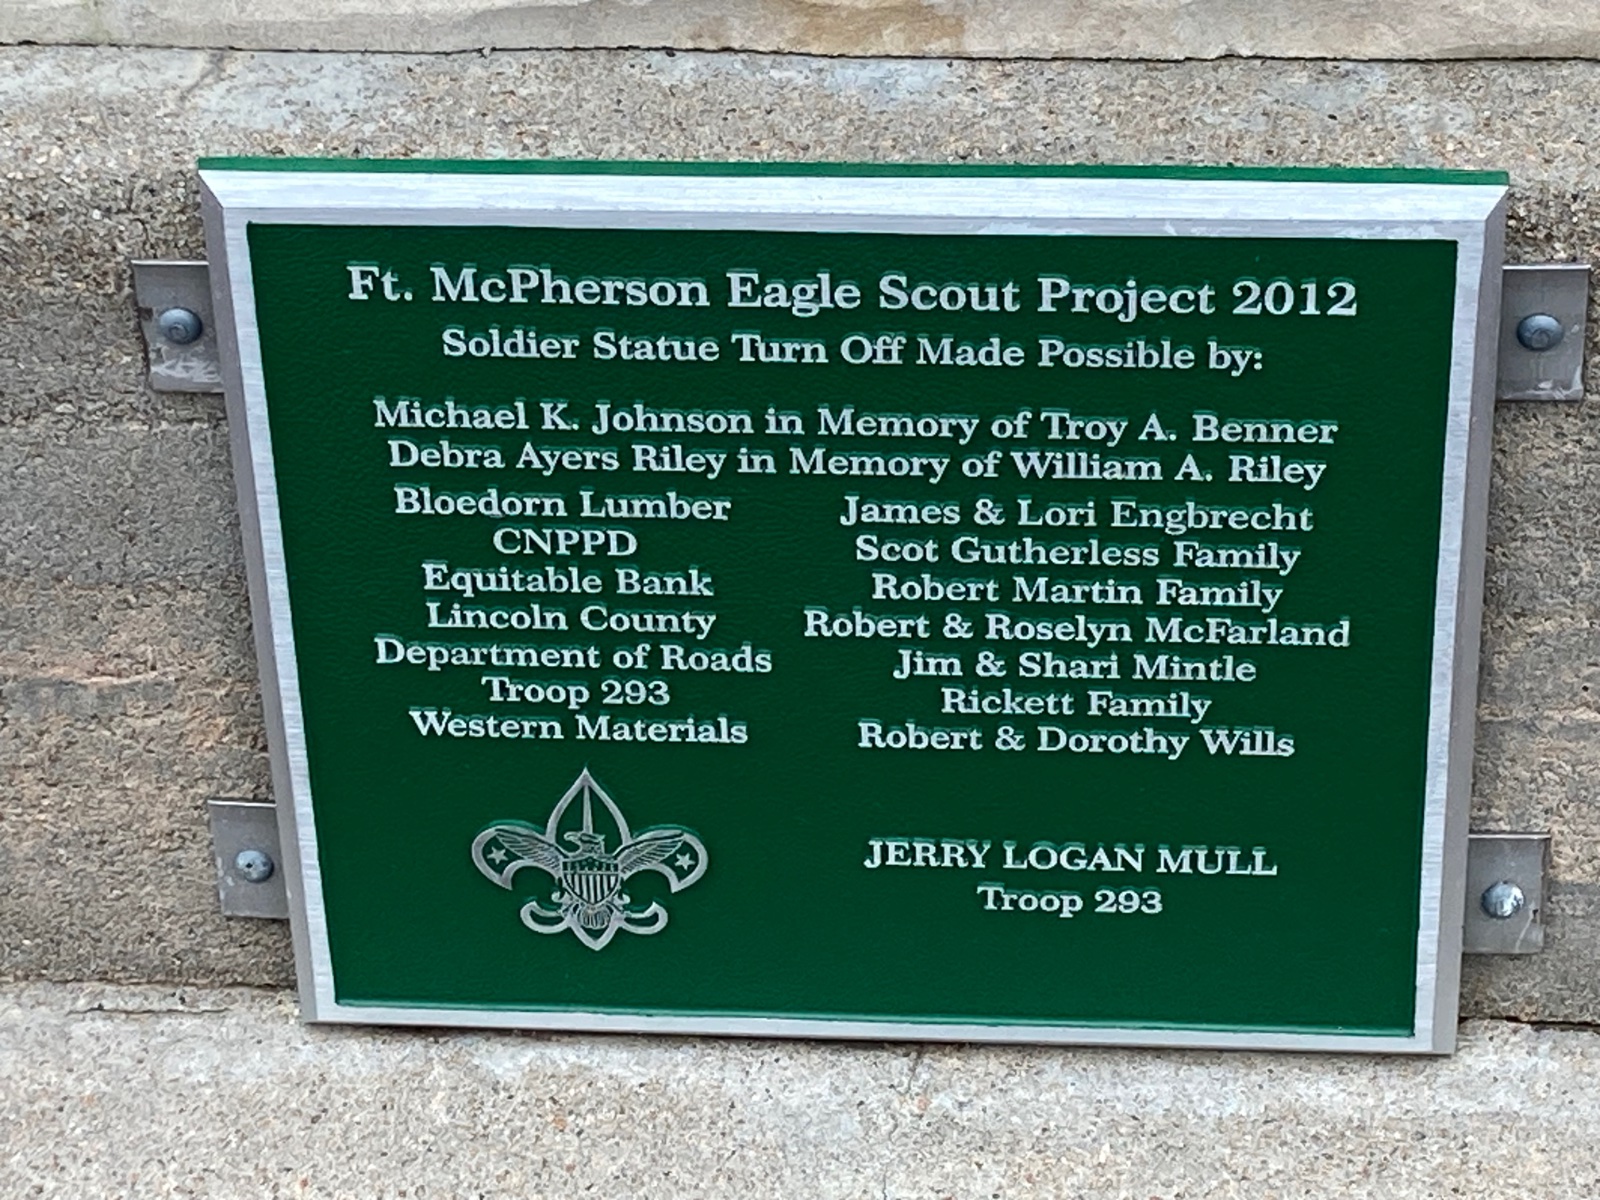 Ft. McPherson Eagle Scout Project 2012
Soldier Statue Turn Off Made Possible by:
Michael K. Johnson in Memory of Troy A. Benner
Debra Ayers Riley in Memory of William A. Riley
Bloedorn Lumber
CNPPD
Equitable Bank
Lincoln County
Department of Roads
Troop 293
Western Materials
James & Lori Engbrecht
Scot Gutherless Family
Robert Martin Family
Robert & Roselyn McFarland
Jim & Shari Mintle
Rickett Family
Robert & Dorothy Wills
JERRY LOGAN MULL
Troop 293